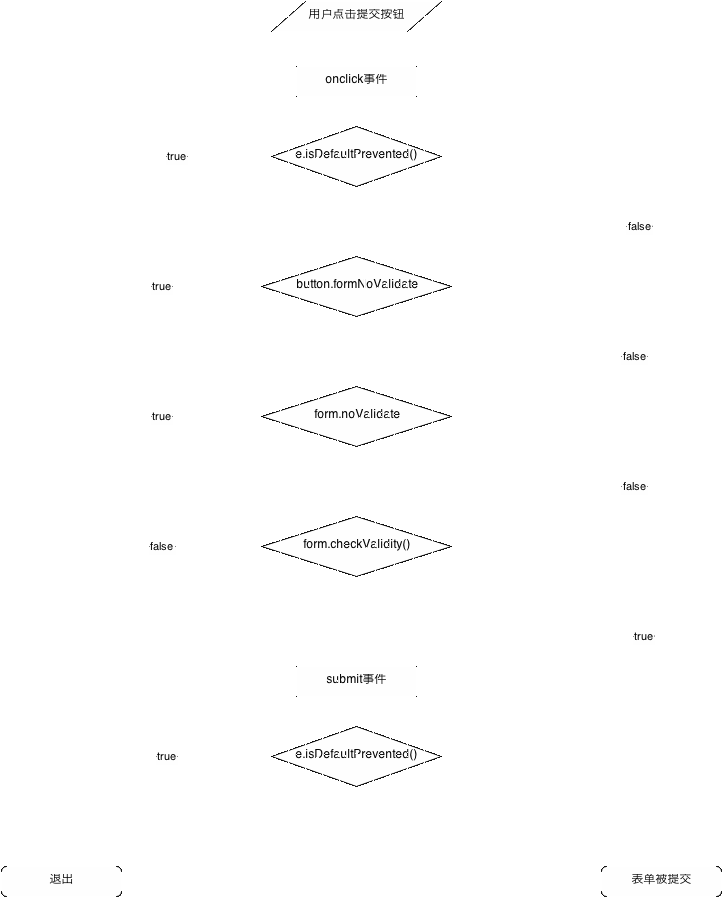 用户点击提交按钮
onclick事件
true
e.isDefaultPrevented()
false
true
button.formNoValidate
false
true
form.noValidate
false
false
form.checkValidity()
true
submit事件
true
e.isDefaultPrevented()
退出
表单被提交